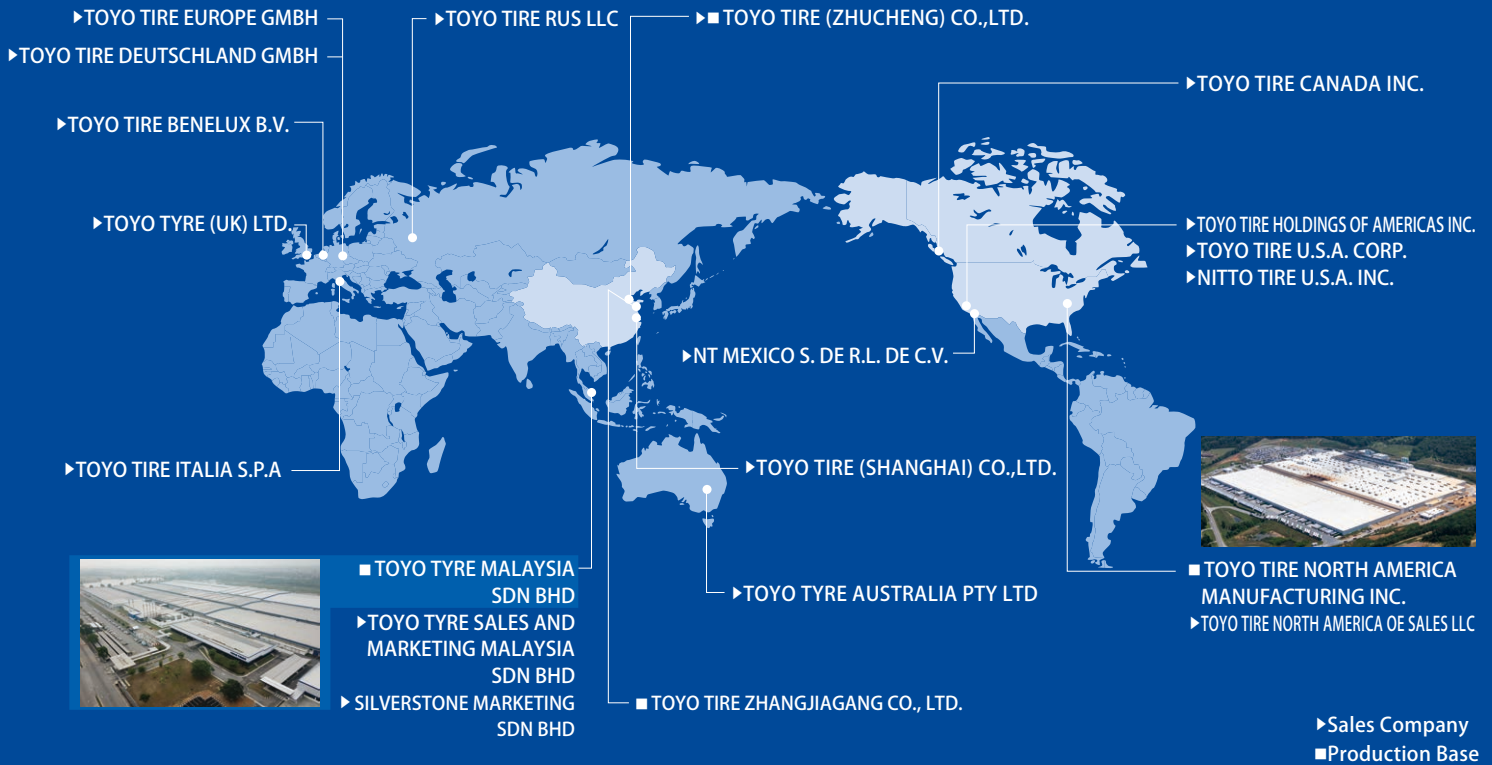 ▶TOYO TIRE EUROPE GMBH
▶TOYO TIRE RUS LLC
▶■ TOYO TIRE (ZHUCHENG) CO.,LTD.
▶TOYO TIRE DEUTSCHLAND GMBH
▶TOYO TIRE CANADA INC.
▶TOYO TIRE BENELUX B.V.
▶TOYO TYRE (UK) LTD.
▶TOYO TIRE HOLDINGS OF AMERICAS INC.
▶TOYO TIRE U.S.A. CORP.
▶NITTO TIRE U.S.A. INC.
▶NT MEXICO S. DE R.L. DE C.V.
▶TOYO TIRE ITALIA S.P.A
▶TOYO TIRE (SHANGHAI) CO.,LTD.
■ TOYO TYRE MALAYSIA
SDN BHD
▶TOYO TYRE SALES AND
MARKETING MALAYSIA
SDN BHD
▶ SILVERSTONE MARKETING
SDN BHD
▶TOYO TYRE AUSTRALIA PTY LTD
■ TOYO TIRE NORTH AMERICA
MANUFACTURING INC.
▶TOYO TIRE NORTH AMERICA OE SALES LLC
■ TOYO TIRE ZHANGJIAGANG CO., LTD.
▶Sales Company
■Production Base